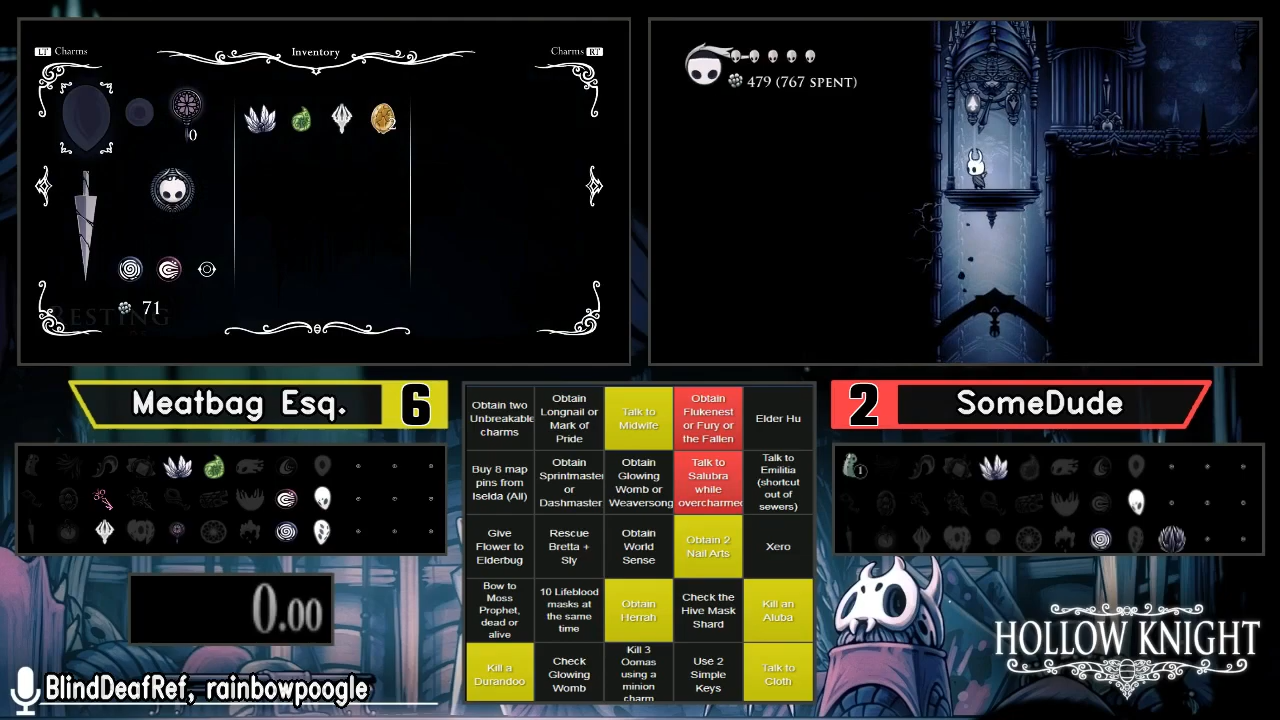 LT Charms
Inventory
Charms RT
0
2
71
RESTING
479 (767 SPENT)
Meatbag Esq.
6
2
SomeDude
1
Obtain two Unbreakable charms
Obtain Longnail or Mark of Pride
Talk to Midwife
Obtain Flukenest or Fury or the Fallen
Elder Hu
Buy 8 map pins from Iselda (All)
Obtain Sprintmaster or Dashmaster
Obtain Glowing Womb or Weaversong
Talk to Salubra while overcharmed
Talk to Emilitia (shortcut out of sewers)
Give Flower to Elderbug
Rescue Bretta + Sly
Obtain World Sense
Obtain 2 Nail Arts
Xero
Bow to Moss Prophet, dead or alive
10 Lifeblood masks at the same time
Obtain Herrah
Check the Hive Mask Shard
Kill an Aluba
Kill a Durandoo
Check Glowing Womb
Kill 3 Oomas using a minion charm
Use 2 Simple Keys
Talk to Cloth
0.00
BlindDeafRef, rainbowpoogle
HOLLOW KNIGHT